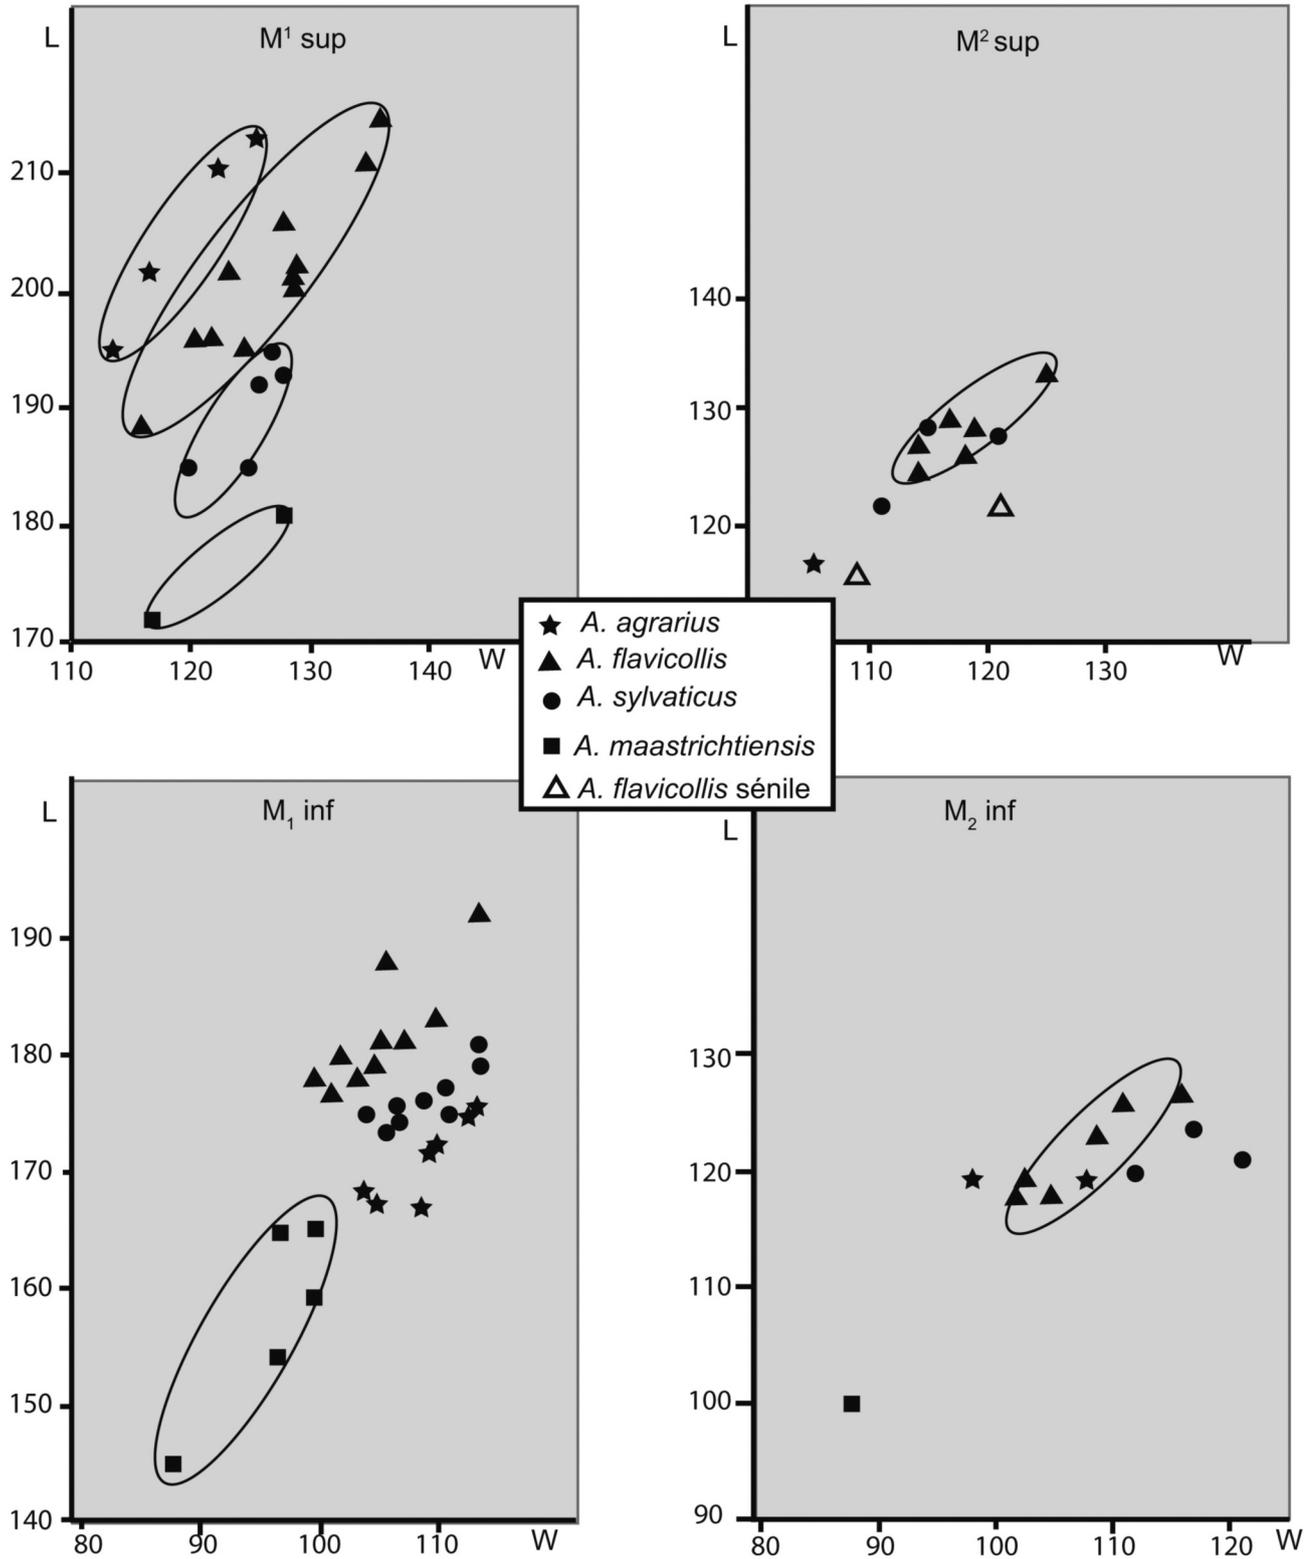 L
M¹ sup
210
200
190
180
170
110
120
130
140
W
L
M² sup
140
130
120
110
120
130
W
A. agrarius
A. flavicollis
A. sylvaticus
A. maastrichtiensis
A. flavicollis sénile
L
M₁ inf
190
180
170
160
150
140
80
90
100
110
W
L
M₂ inf
130
120
110
100
90
80
90
100
110
120
W